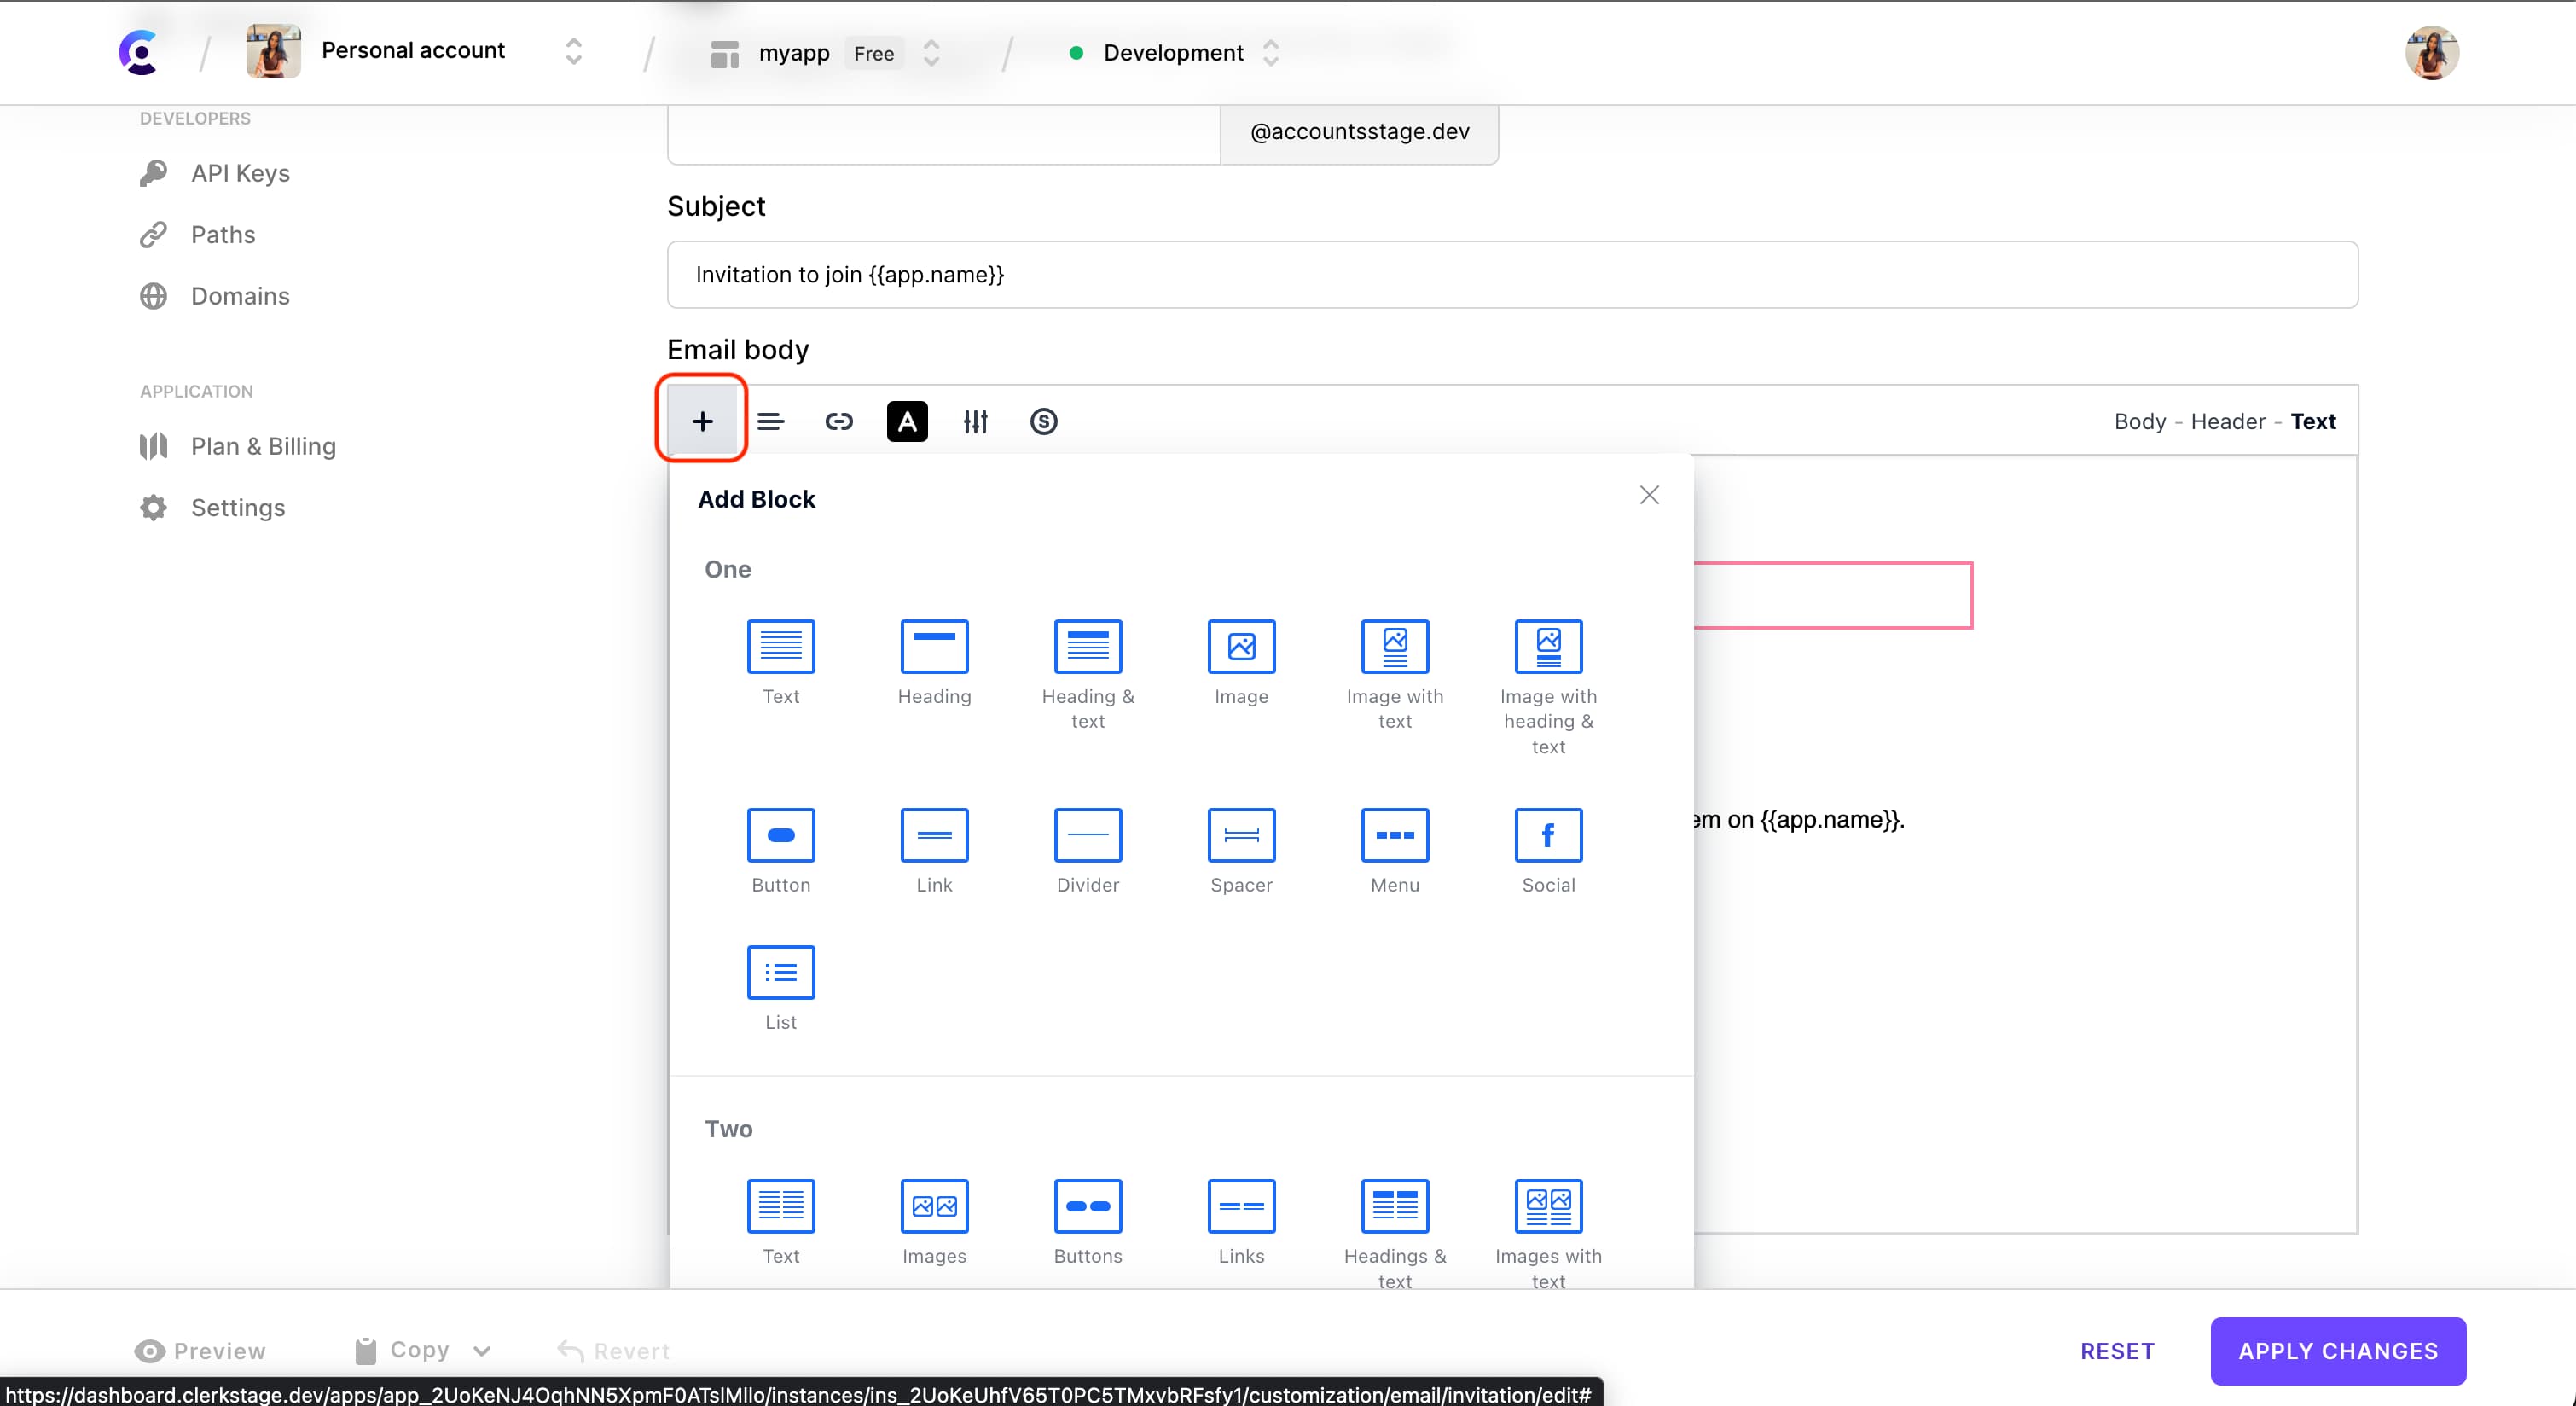 Personal account
myapp Free
Development
DEVELOPERS
API Keys
Paths
Domains
APPLICATION
Plan & Billing
Settings
@accountsstage.dev
Subject
Invitation to join {{app.name}}
Email body
A
S
Body - Header - Text
Add Block
One
Text
Heading
Heading &
text
Image
Image with
text
Image with
heading &
text
Button
Link
Divider
Spacer
Menu
f
Social
List
em on {{app.name}}.
Two
Text
Images
Buttons
Links
Headings &
text
Images with
text
Preview
Copy
Revert
RESET
APPLY CHANGES
https://dashboard.clerkstage.dev/apps/app_2UoKeNJ4OqhNN5XpmF0ATslMllo/instances/ins_2UoKeUhfV65T0PC5TMxvbRFsfy1/customization/email/invitation/edit#